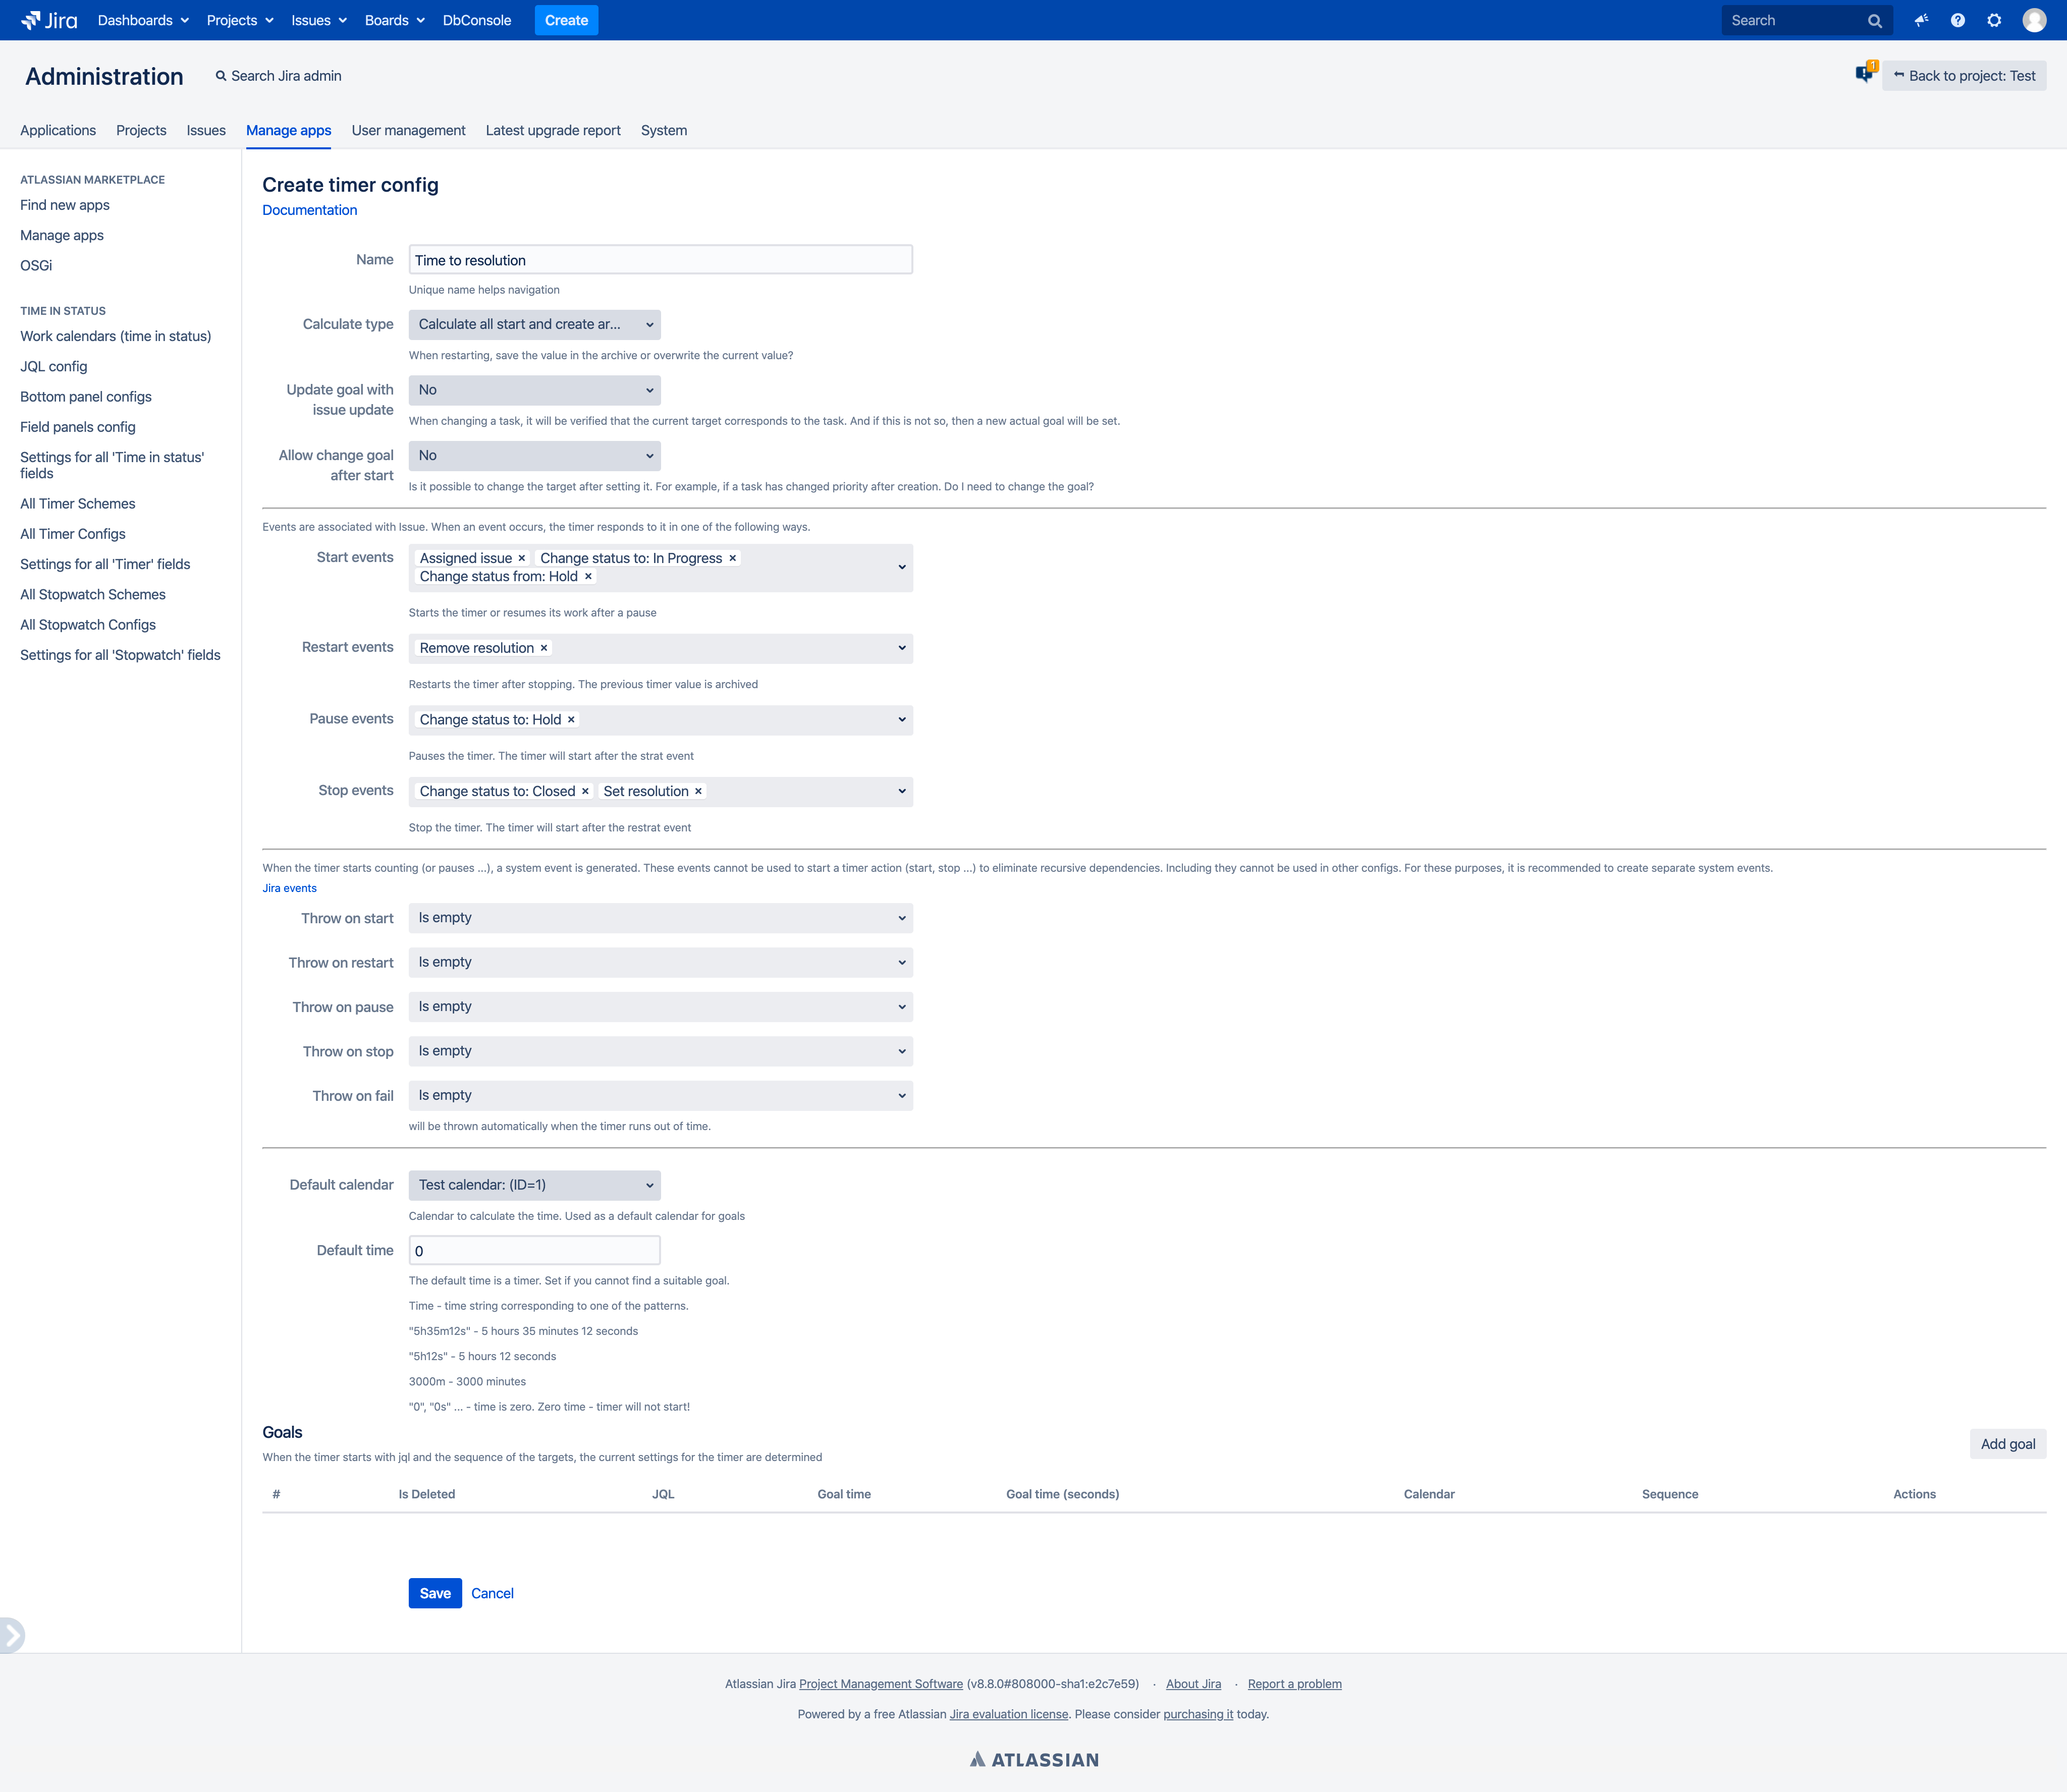 Jira Dashboards Projects Issues Boards DbConsole Create Search
Administration Search Jira admin 1 Back to project: Test
Applications Projects Issues Manage apps User management Latest upgrade report System
ATLASSIAN MARKETPLACE
Find new apps
Manage apps
OSGi
TIME IN STATUS
Work calendars (time in status)
JQL config
Bottom panel configs
Field panels config
Settings for all 'Time in status'
fields
All Timer Schemes
All Timer Configs
Settings for all 'Timer' fields
All Stopwatch Schemes
All Stopwatch Configs
Settings for all 'Stopwatch' fields
Create timer config
Documentation
Name Time to resolution
Unique name helps navigation
Calculate type Calculate all start and create ar...
When restarting, save the value in the archive or overwrite the current value?
Update goal with No
issue update
When changing a task, it will be verified that the current target corresponds to the task. And if this is not so, then a new actual goal will be set.
Allow change goal No
after start
Is it possible to change the target after setting it. For example, if a task has changed priority after creation. Do I need to change the goal?
Events are associated with Issue. When an event occurs, the timer responds to it in one of the following ways.
Start events Assigned issue × Change status to: In Progress ×
Change status from: Hold ×
Starts the timer or resumes its work after a pause
Restart events Remove resolution ×
Restarts the timer after stopping. The previous timer value is archived
Pause events Change status to: Hold ×
Pauses the timer. The timer will start after the strat event
Stop events Change status to: Closed × Set resolution ×
Stop the timer. The timer will start after the restrat event
When the timer starts counting (or pauses ...), a system event is generated. These events cannot be used to start a timer action (start, stop ...) to eliminate recursive dependencies. Including they cannot be used in other configs. For these purposes, it is recommended to create separate system events.
Jira events
Throw on start Is empty
Throw on restart Is empty
Throw on pause Is empty
Throw on stop Is empty
Throw on fail Is empty
will be thrown automatically when the timer runs out of time.
Default calendar Test calendar: (ID=1)
Calendar to calculate the time. Used as a default calendar for goals
Default time 0
The default time is a timer. Set if you cannot find a suitable goal.
Time - time string corresponding to one of the patterns.
"5h35m12s" - 5 hours 35 minutes 12 seconds
"5h12s" - 5 hours 12 seconds
3000m - 3000 minutes
"0", "0s" ... - time is zero. Zero time - timer will not start!
Goals
Add goal
When the timer starts with jql and the sequence of the targets, the current settings for the timer are determined
# Is Deleted JQL Goal time Goal time (seconds) Calendar Sequence Actions
Save Cancel
Atlassian Jira Project Management Software (v8.8.0#808000-sha1:e2c7e59) · About Jira · Report a problem
Powered by a free Atlassian Jira evaluation license. Please consider purchasing it today.
ATLASSIAN